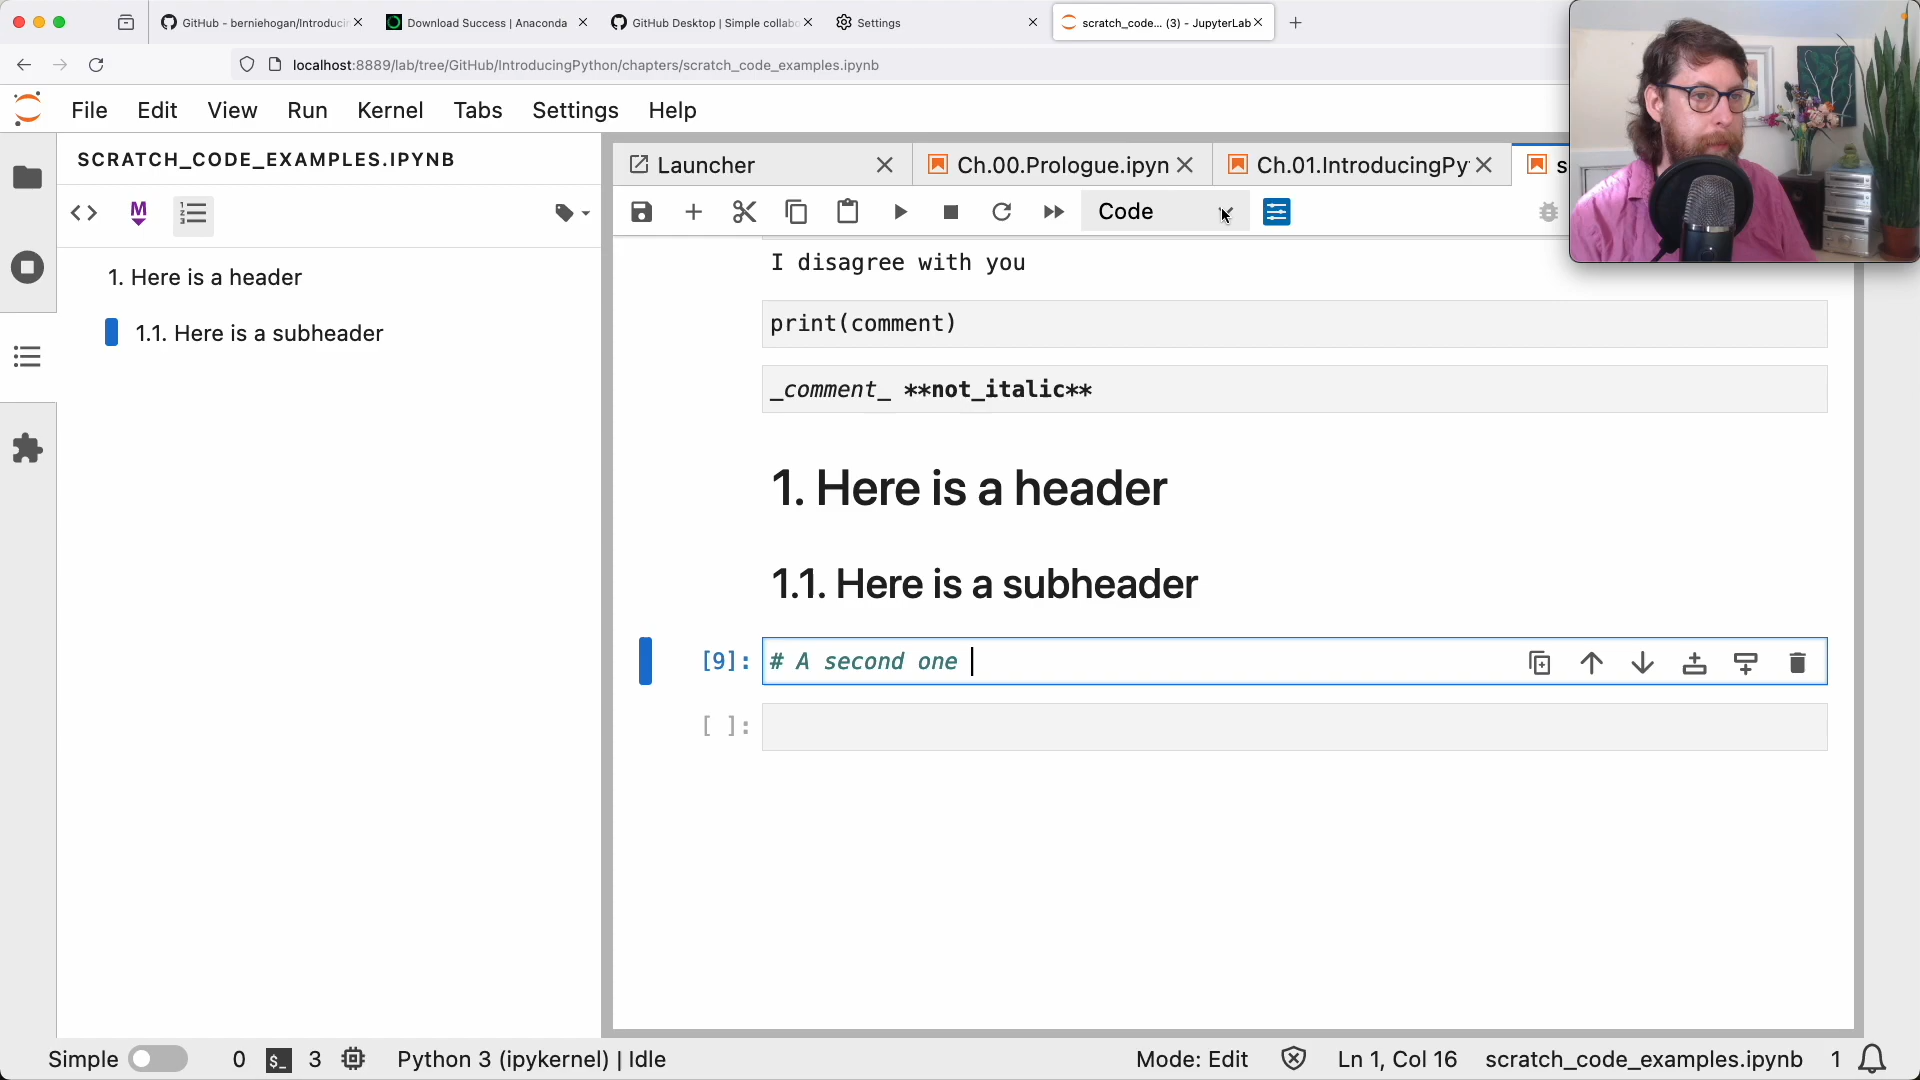 GitHub - berniehogan/Introducin
Download Success | Anaconda
GitHub Desktop | Simple collabo
Settings
scratch_code... (3) - JupyterLab
localhost:8889/lab/tree/GitHub/IntroducingPython/chapters/scratch_code_examples.ipynb
File Edit View Run Kernel Tabs Settings Help
SCRATCH_CODE_EXAMPLES.IPYNB
Launcher
Ch.00.Prologue.ipyn
Ch.01.IntroducingPy
s
M
Code
1. Here is a header
1.1. Here is a subheader
I disagree with you
print(comment)
_comment_ **not_italic**
1. Here is a header
1.1. Here is a subheader
[9]: # A second one
[ ]:
Simple 0 $_ 3 Python 3 (ipykernel) | Idle Mode: Edit Ln 1, Col 16 scratch_code_examples.ipynb 1